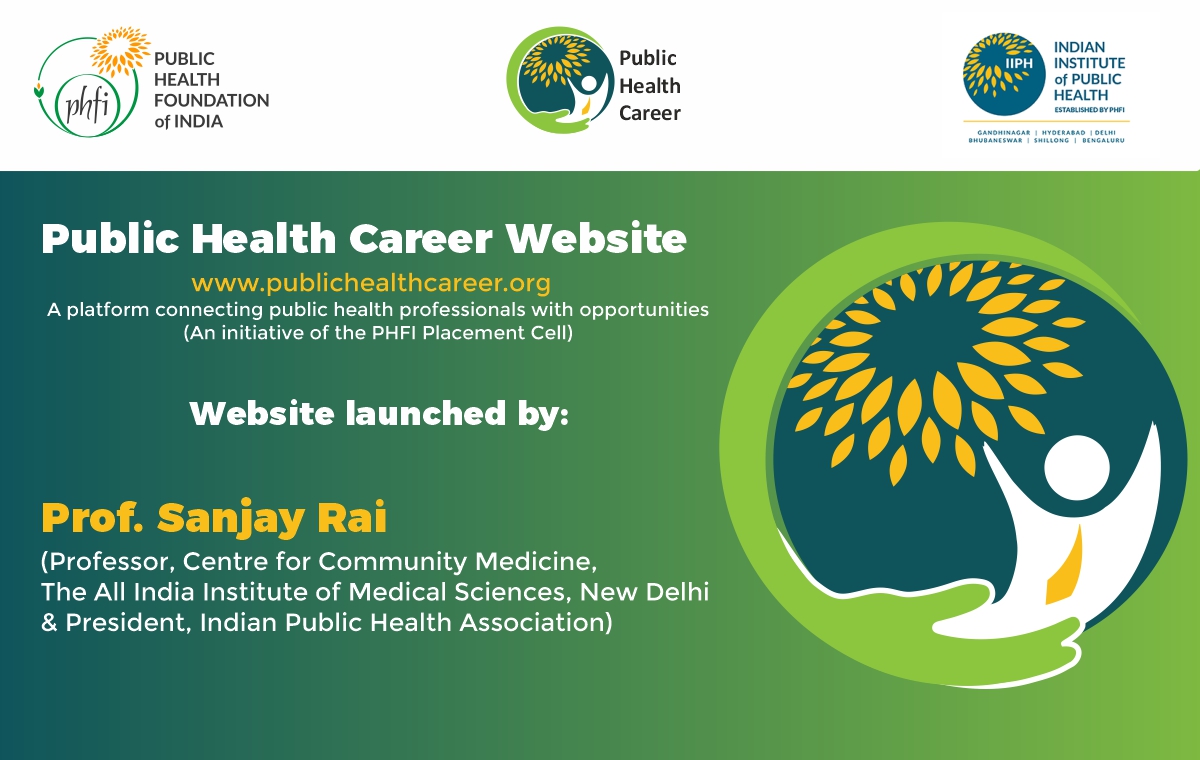 phfi
PUBLIC
HEALTH
FOUNDATION
of INDIA
Public
Health
Career
IIPH
INDIAN
INSTITUTE
of PUBLIC
HEALTH
ESTABLISHED BY PHFI
GANDHINAGAR | HYDERABAD | DELHI
BHUBANESWAR | SHILLONG | BENGALURU
Public Health Career Website
www.publichealthcareer.org
A platform connecting public health professionals with opportunities
(An initiative of the PHFI Placement Cell)
Website launched by:
Prof. Sanjay Rai
(Professor, Centre for Community Medicine,
The All India Institute of Medical Sciences, New Delhi
& President, Indian Public Health Association)